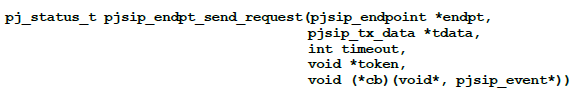 pj_status_t pjsip_endpt_send_request(pjsip_endpoint *endpt,
pjsip_tx_data *tdata,
int timeout,
void *token,
void (*cb)(void*, pjsip_event*))